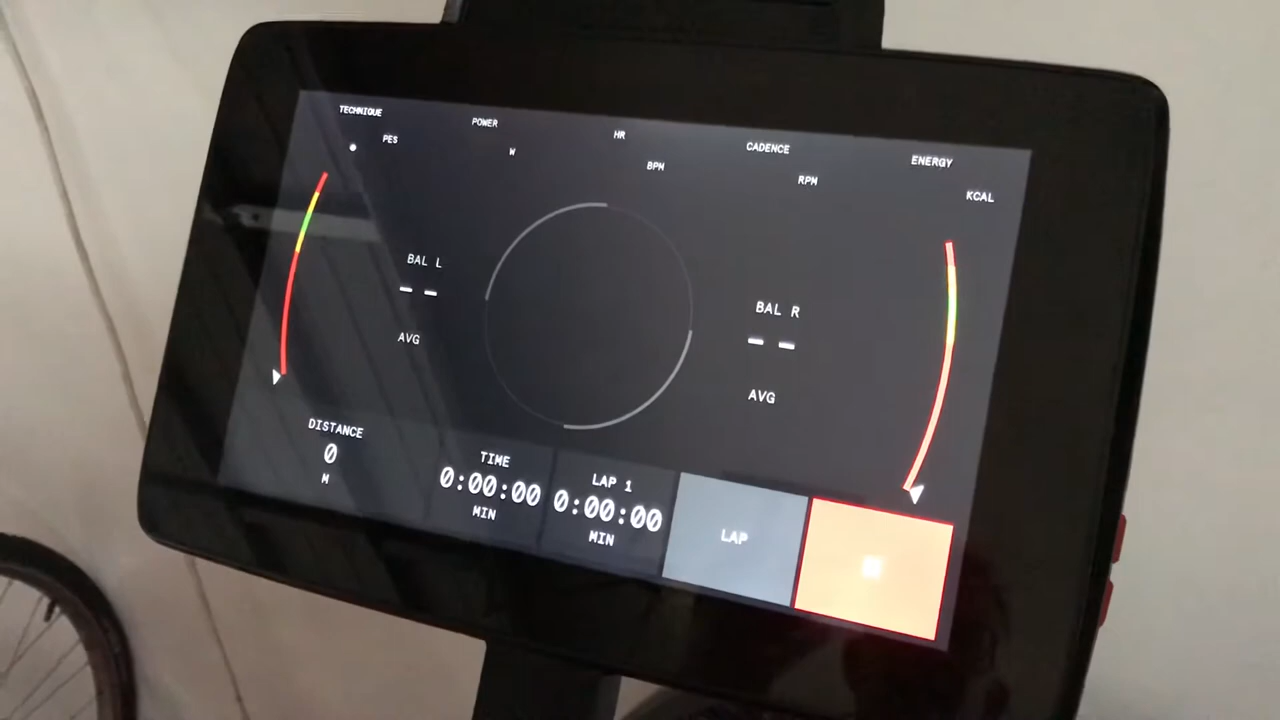 TECHNIQUE
PES
POWER
W
HR
BPM
CADENCE
RPM
ENERGY
KCAL
BAL L
--
AVG
BAL R
--
AVG
DISTANCE
0
M
TIME
0:00:00
MIN
LAP 1
0:00:00
MIN
LAP